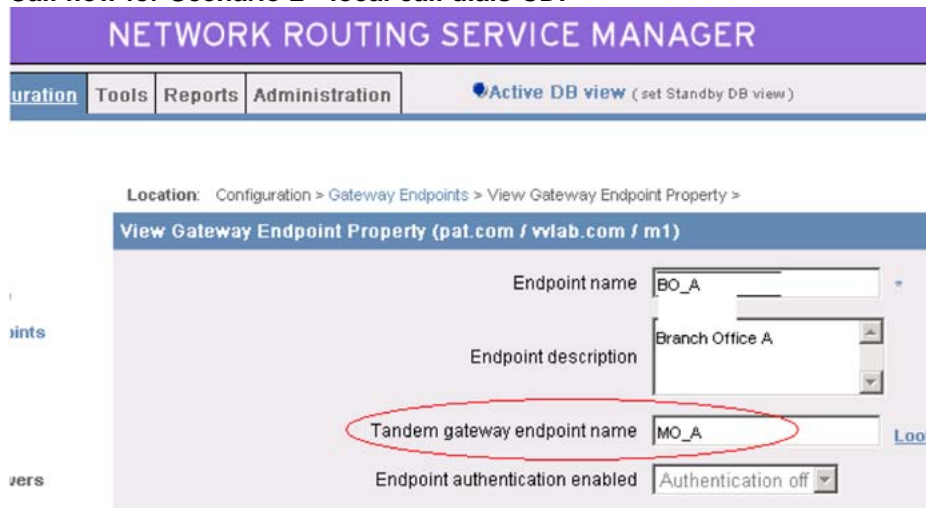 NETWORK ROUTING SERVICE MANAGER
uration Tools Reports Administration Active DB view ( set Standby DB view )
Location: Configuration > Gateway Endpoints > View Gateway Endpoint Property >
View Gateway Endpoint Property (pat.com / vvlab.com / m1)
Endpoint name BO_A *
oints
Endpoint description Branch Office A
Tandem gateway endpoint name MO_A Loo
vers
Endpoint authentication enabled Authentication off